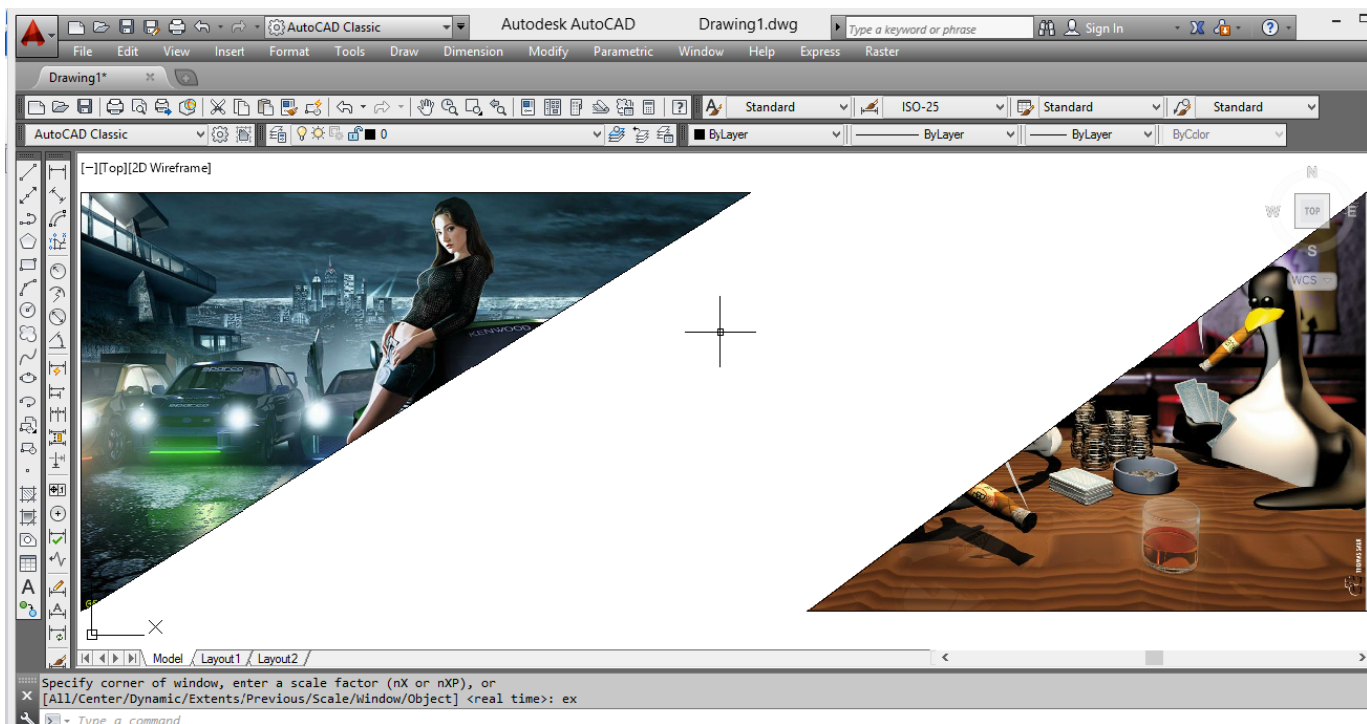 AutoCAD Classic Autodesk AutoCAD Drawing1.dwg Type a keyword or phrase Sign In
File Edit View Insert Format Tools Draw Dimension Modify Parametric Window Help Express Raster
Drawing1*
Standard ISO-25 Standard Standard
AutoCAD Classic 0 ByLayer ByLayer ByLayer ByColor
[−][Top][2D Wireframe]
N
W TOP E
S
WCS
KENWOOD
sparco
THOMAS
X
Model Layout1 Layout2
Specify corner of window, enter a scale factor (nX or nXP), or
[All/Center/Dynamic/Extents/Previous/Scale/Window/Object] <real time>: ex
Type a command